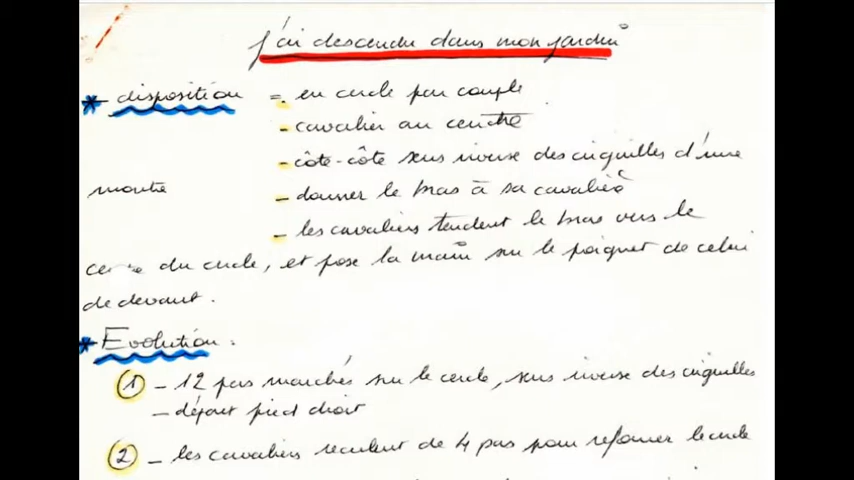 j'ai descendu dans mon jardin
* disposition = en cercle par couple
- cavalier au centre
- côte-côte sens inverse des aiguilles d'une
montre
- donner le bras à sa cavalière
- les cavaliers tendent le bras vers le
du cercle, et pose la main sur le poignet de celui
de devant.
* Evolution :
① - 12 pas marchés sur le cercle, sens inverse des aiguilles
- départ pied droit
② - les cavaliers reculent de 4 pas pour reformer le cercle